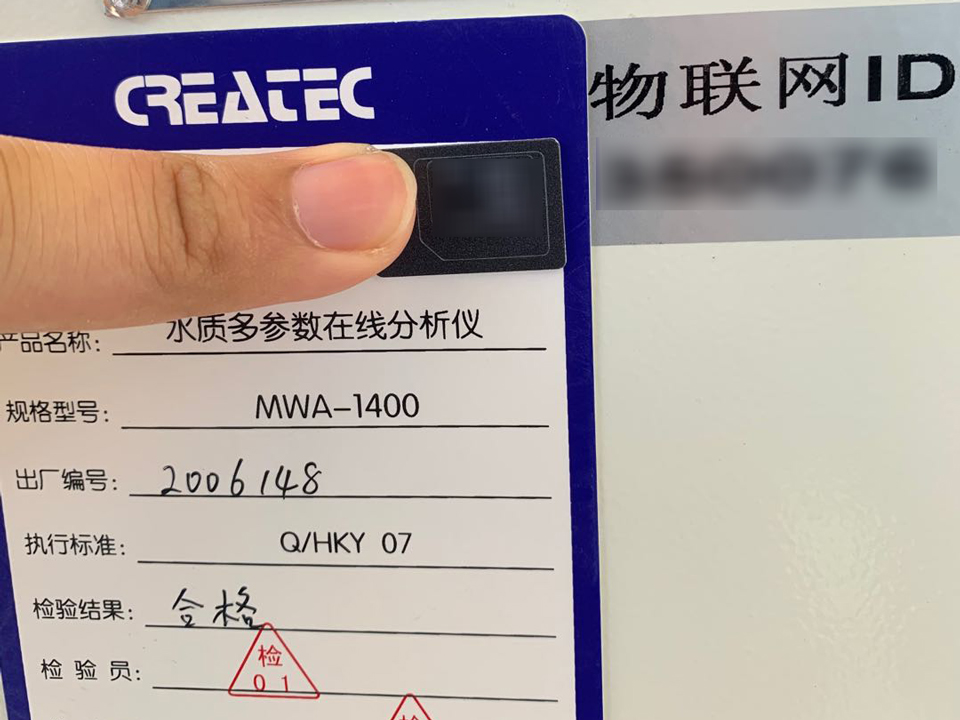 CREATEC
物联网ID
产品名称: 水质多参数在线分析仪
规格型号: MWA-1400
出厂编号: 2006148
执行标准: Q/HKY 07
检验结果: 合格
检 验 员: 检
01
检